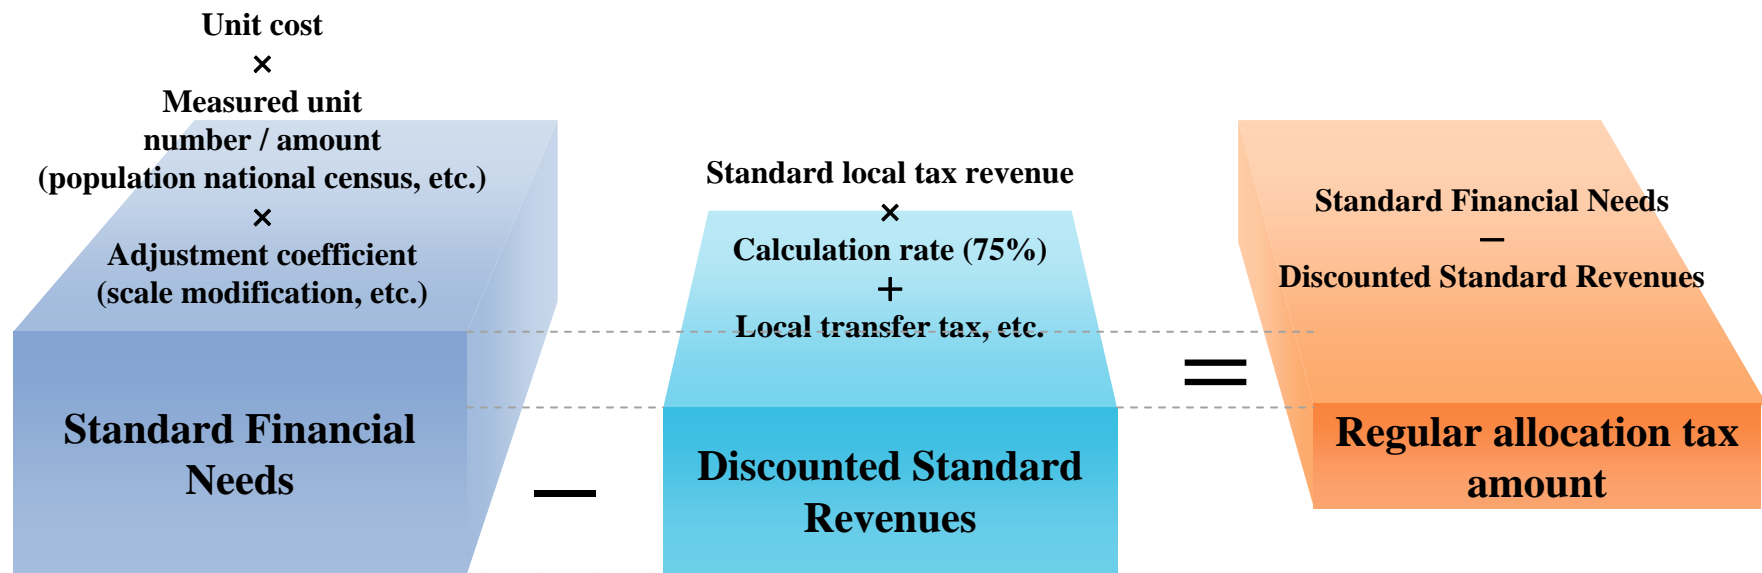 Unit cost
×
Measured unit
number / amount
(population national census, etc.)
×
Adjustment coefficient
(scale modification, etc.)
Standard Financial
Needs
−
Standard local tax revenue
×
Calculation rate (75%)
+
Local transfer tax, etc.
Discounted Standard
Revenues
=
Standard Financial Needs
−
Discounted Standard Revenues
Regular allocation tax
amount